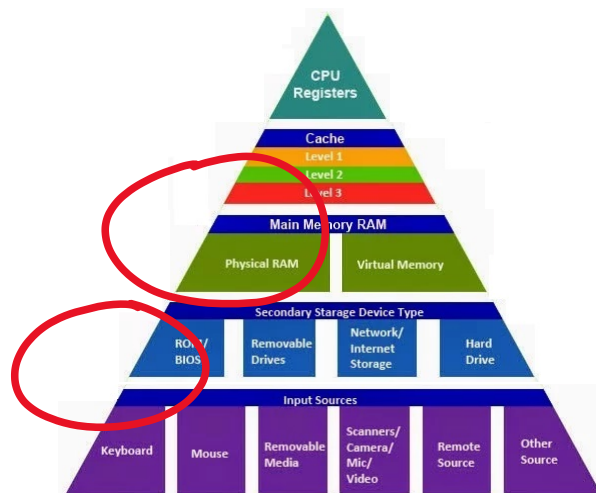 CPU
Registers
Cache
Level 1
Level 2
Level 3
Main Memory RAM
Physical RAM
Virtual Memory
Secondary Starage Device Type
ROM/
BIOS
Removable
Drives
Network/
Internet
Storage
Hard
Drive
Input Sources
Keyboard
Mouse
Removable
Media
Scanners/
Camera/
Mic/
Video
Remote
Source
Other
Source